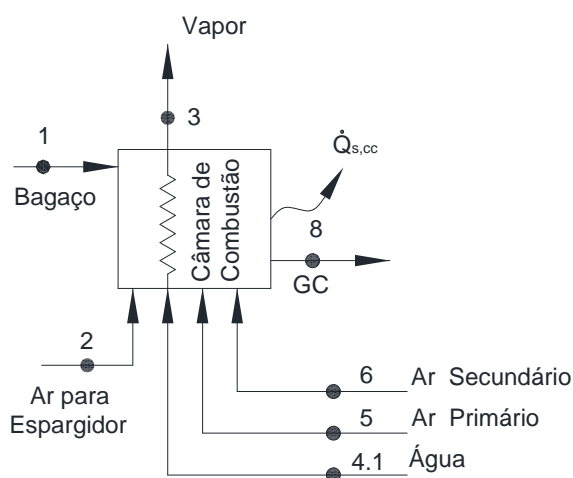 Vapor
3
1
Q̇s,cc
Bagaço
Câmara de
Combustão
8
GC
2
6
Ar Secundário
Ar para
Espargidor
5
Ar Primário
4.1
Água